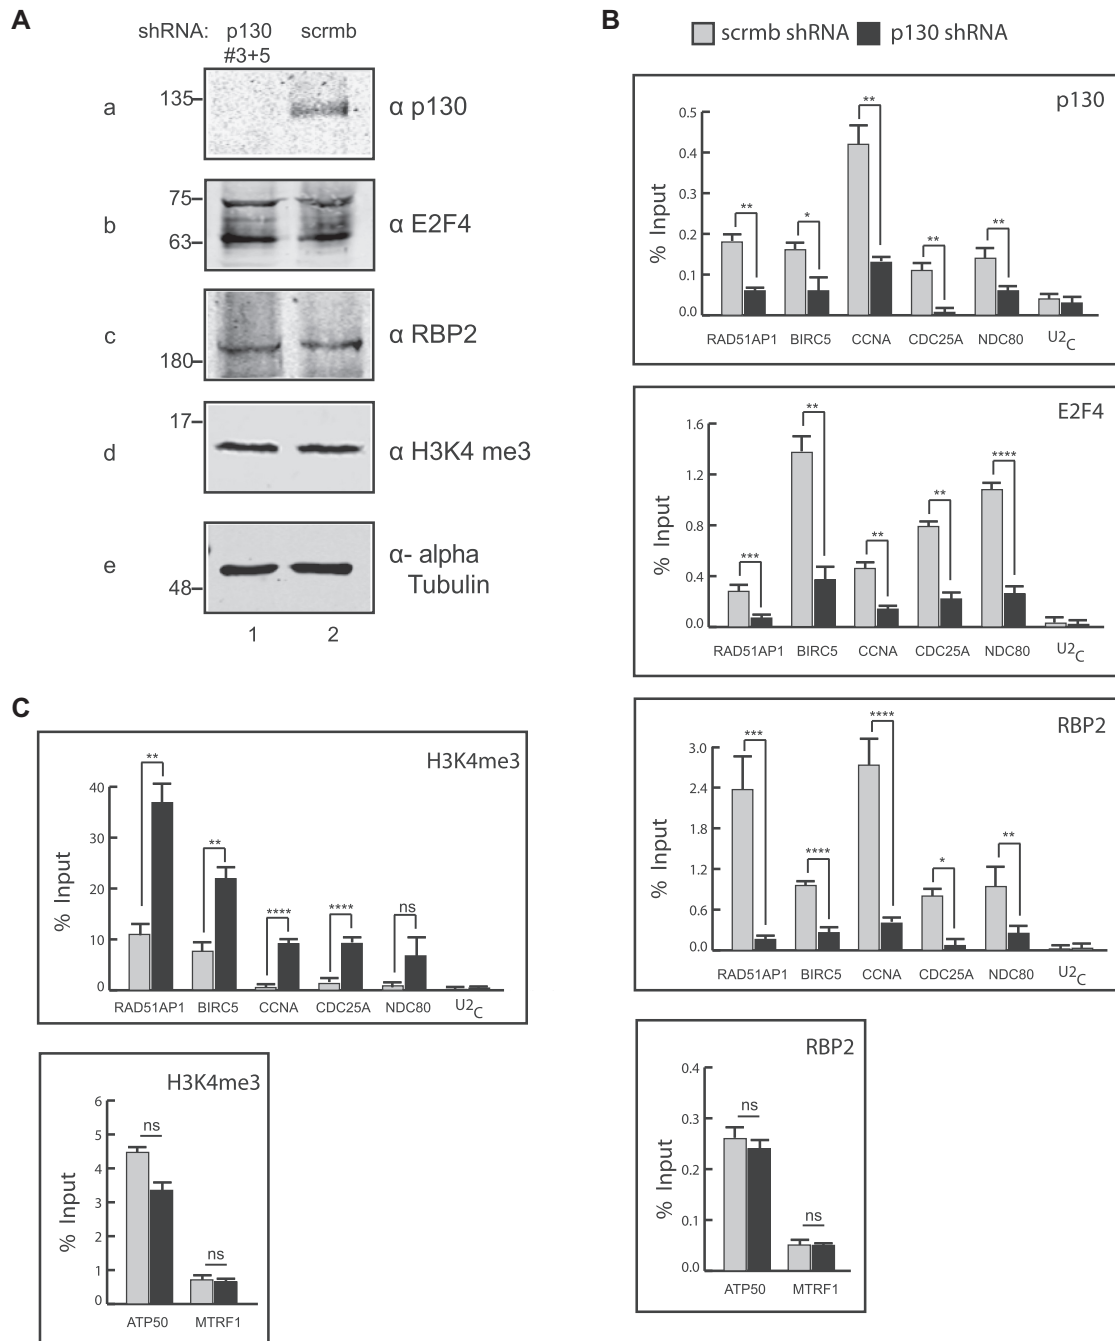 A
shRNA: p130 #3+5 scrmb
a
135
α p130
b
75
63
α E2F4
c
180
α RBP2
d
17
α H3K4 me3
e
48
α- alpha
Tubulin
1 2
B
scrmb shRNA p130 shRNA
p130
% Input
0.5
0.4
0.3
0.2
0.1
0.0
** * ** ** **
RAD51AP1 BIRC5 CCNA CDC25A NDC80 U2C
E2F4
% Input
1.6
1.2
0.8
0.4
0.0
*** ** ** ** ****
RAD51AP1 BIRC5 CCNA CDC25A NDC80 U2C
RBP2
% Input
3.0
2.4
1.8
1.2
0.6
0.0
*** **** **** * **
RAD51AP1 BIRC5 CCNA CDC25A NDC80 U2C
RBP2
% Input
0.4
0.3
0.2
0.1
0.0
ns ns
ATP50 MTRF1
C
H3K4me3
% Input
40
30
20
10
0
** ** **** **** ns
RAD51AP1 BIRC5 CCNA CDC25A NDC80 U2C
H3K4me3
% Input
6
5
4
3
2
1
0
ns ns
ATP50 MTRF1